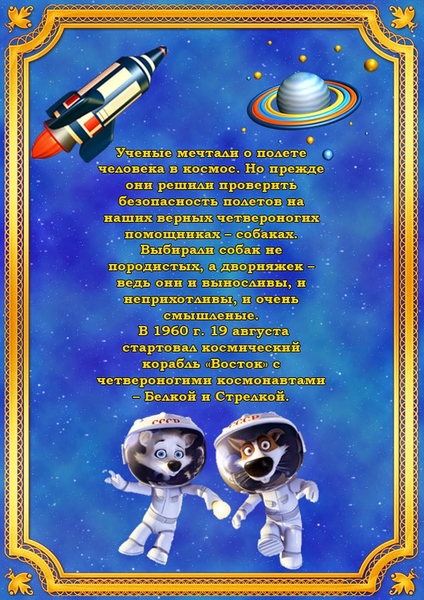 Ученые мечтали о полете
человека в космос. Но прежде
они решили проверить
безопасность полетов на
наших верных четвероногих
помощниках – собаках.
Выбирали собак не
породистых, а дворняжек –
ведь они и выносливы, и
неприхотливы, и очень
смышленые.
В 1960 г. 19 августа
стартовал космический
корабль «Восток» с
четвероногими космонавтами
– Белкой и Стрелкой.
СССР
СССР